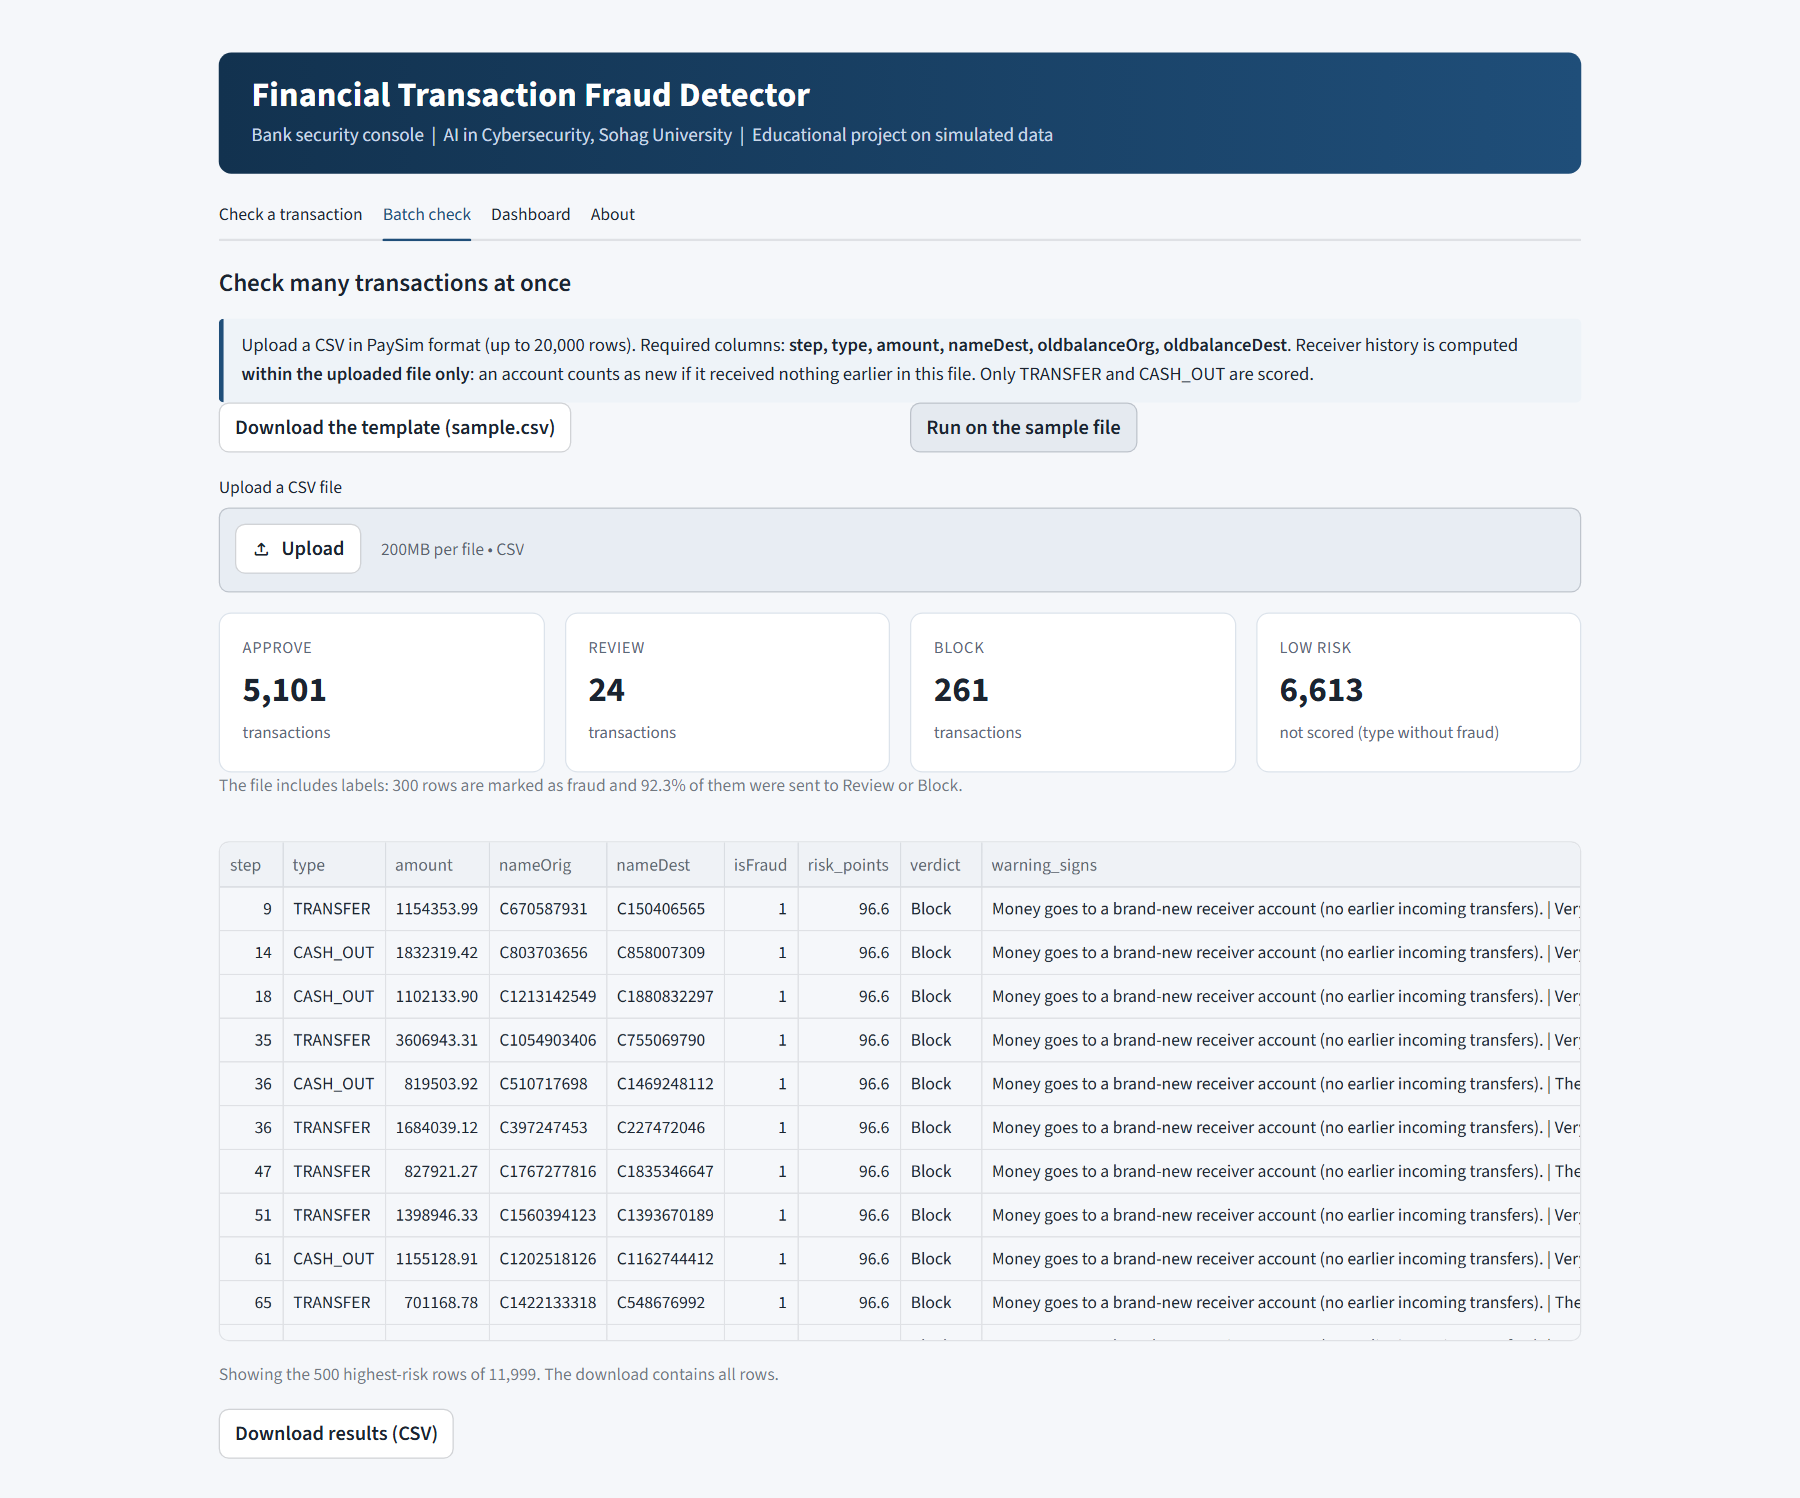 Financial Transaction Fraud Detector
Bank security console | AI in Cybersecurity, Sohag University | Educational project on simulated data
Check a transaction Batch check Dashboard About
Check many transactions at once
Upload a CSV in PaySim format (up to 20,000 rows). Required columns: step, type, amount, nameDest, oldbalanceOrg, oldbalanceDest. Receiver history is computed
within the uploaded file only: an account counts as new if it received nothing earlier in this file. Only TRANSFER and CASH_OUT are scored.
Download the template (sample.csv) Run on the sample file
Upload a CSV file
Upload 200MB per file • CSV
APPROVE REVIEW BLOCK LOW RISK
5,101 24 261 6,613
transactions transactions transactions not scored (type without fraud)
The file includes labels: 300 rows are marked as fraud and 92.3% of them were sent to Review or Block.
step type amount nameOrig nameDest isFraud risk_points verdict warning_signs
9 TRANSFER 1154353.99 C670587931 C150406565 1 96.6 Block Money goes to a brand-new receiver account (no earlier incoming transfers). | Very
14 CASH_OUT 1832319.42 C803703656 C858007309 1 96.6 Block Money goes to a brand-new receiver account (no earlier incoming transfers). | Very
18 CASH_OUT 1102133.90 C1213142549 C1880832297 1 96.6 Block Money goes to a brand-new receiver account (no earlier incoming transfers). | Very
35 TRANSFER 3606943.31 C1054903406 C755069790 1 96.6 Block Money goes to a brand-new receiver account (no earlier incoming transfers). | Very
36 CASH_OUT 819503.92 C510717698 C1469248112 1 96.6 Block Money goes to a brand-new receiver account (no earlier incoming transfers). | The
36 TRANSFER 1684039.12 C397247453 C227472046 1 96.6 Block Money goes to a brand-new receiver account (no earlier incoming transfers). | Very
47 TRANSFER 827921.27 C1767277816 C1835346647 1 96.6 Block Money goes to a brand-new receiver account (no earlier incoming transfers). | The
51 TRANSFER 1398946.33 C1560394123 C1393670189 1 96.6 Block Money goes to a brand-new receiver account (no earlier incoming transfers). | Very
61 CASH_OUT 1155128.91 C1202518126 C1162744412 1 96.6 Block Money goes to a brand-new receiver account (no earlier incoming transfers). | Very
65 TRANSFER 701168.78 C1422133318 C548676992 1 96.6 Block Money goes to a brand-new receiver account (no earlier incoming transfers). | The
Showing the 500 highest-risk rows of 11,999. The download contains all rows.
Download results (CSV)